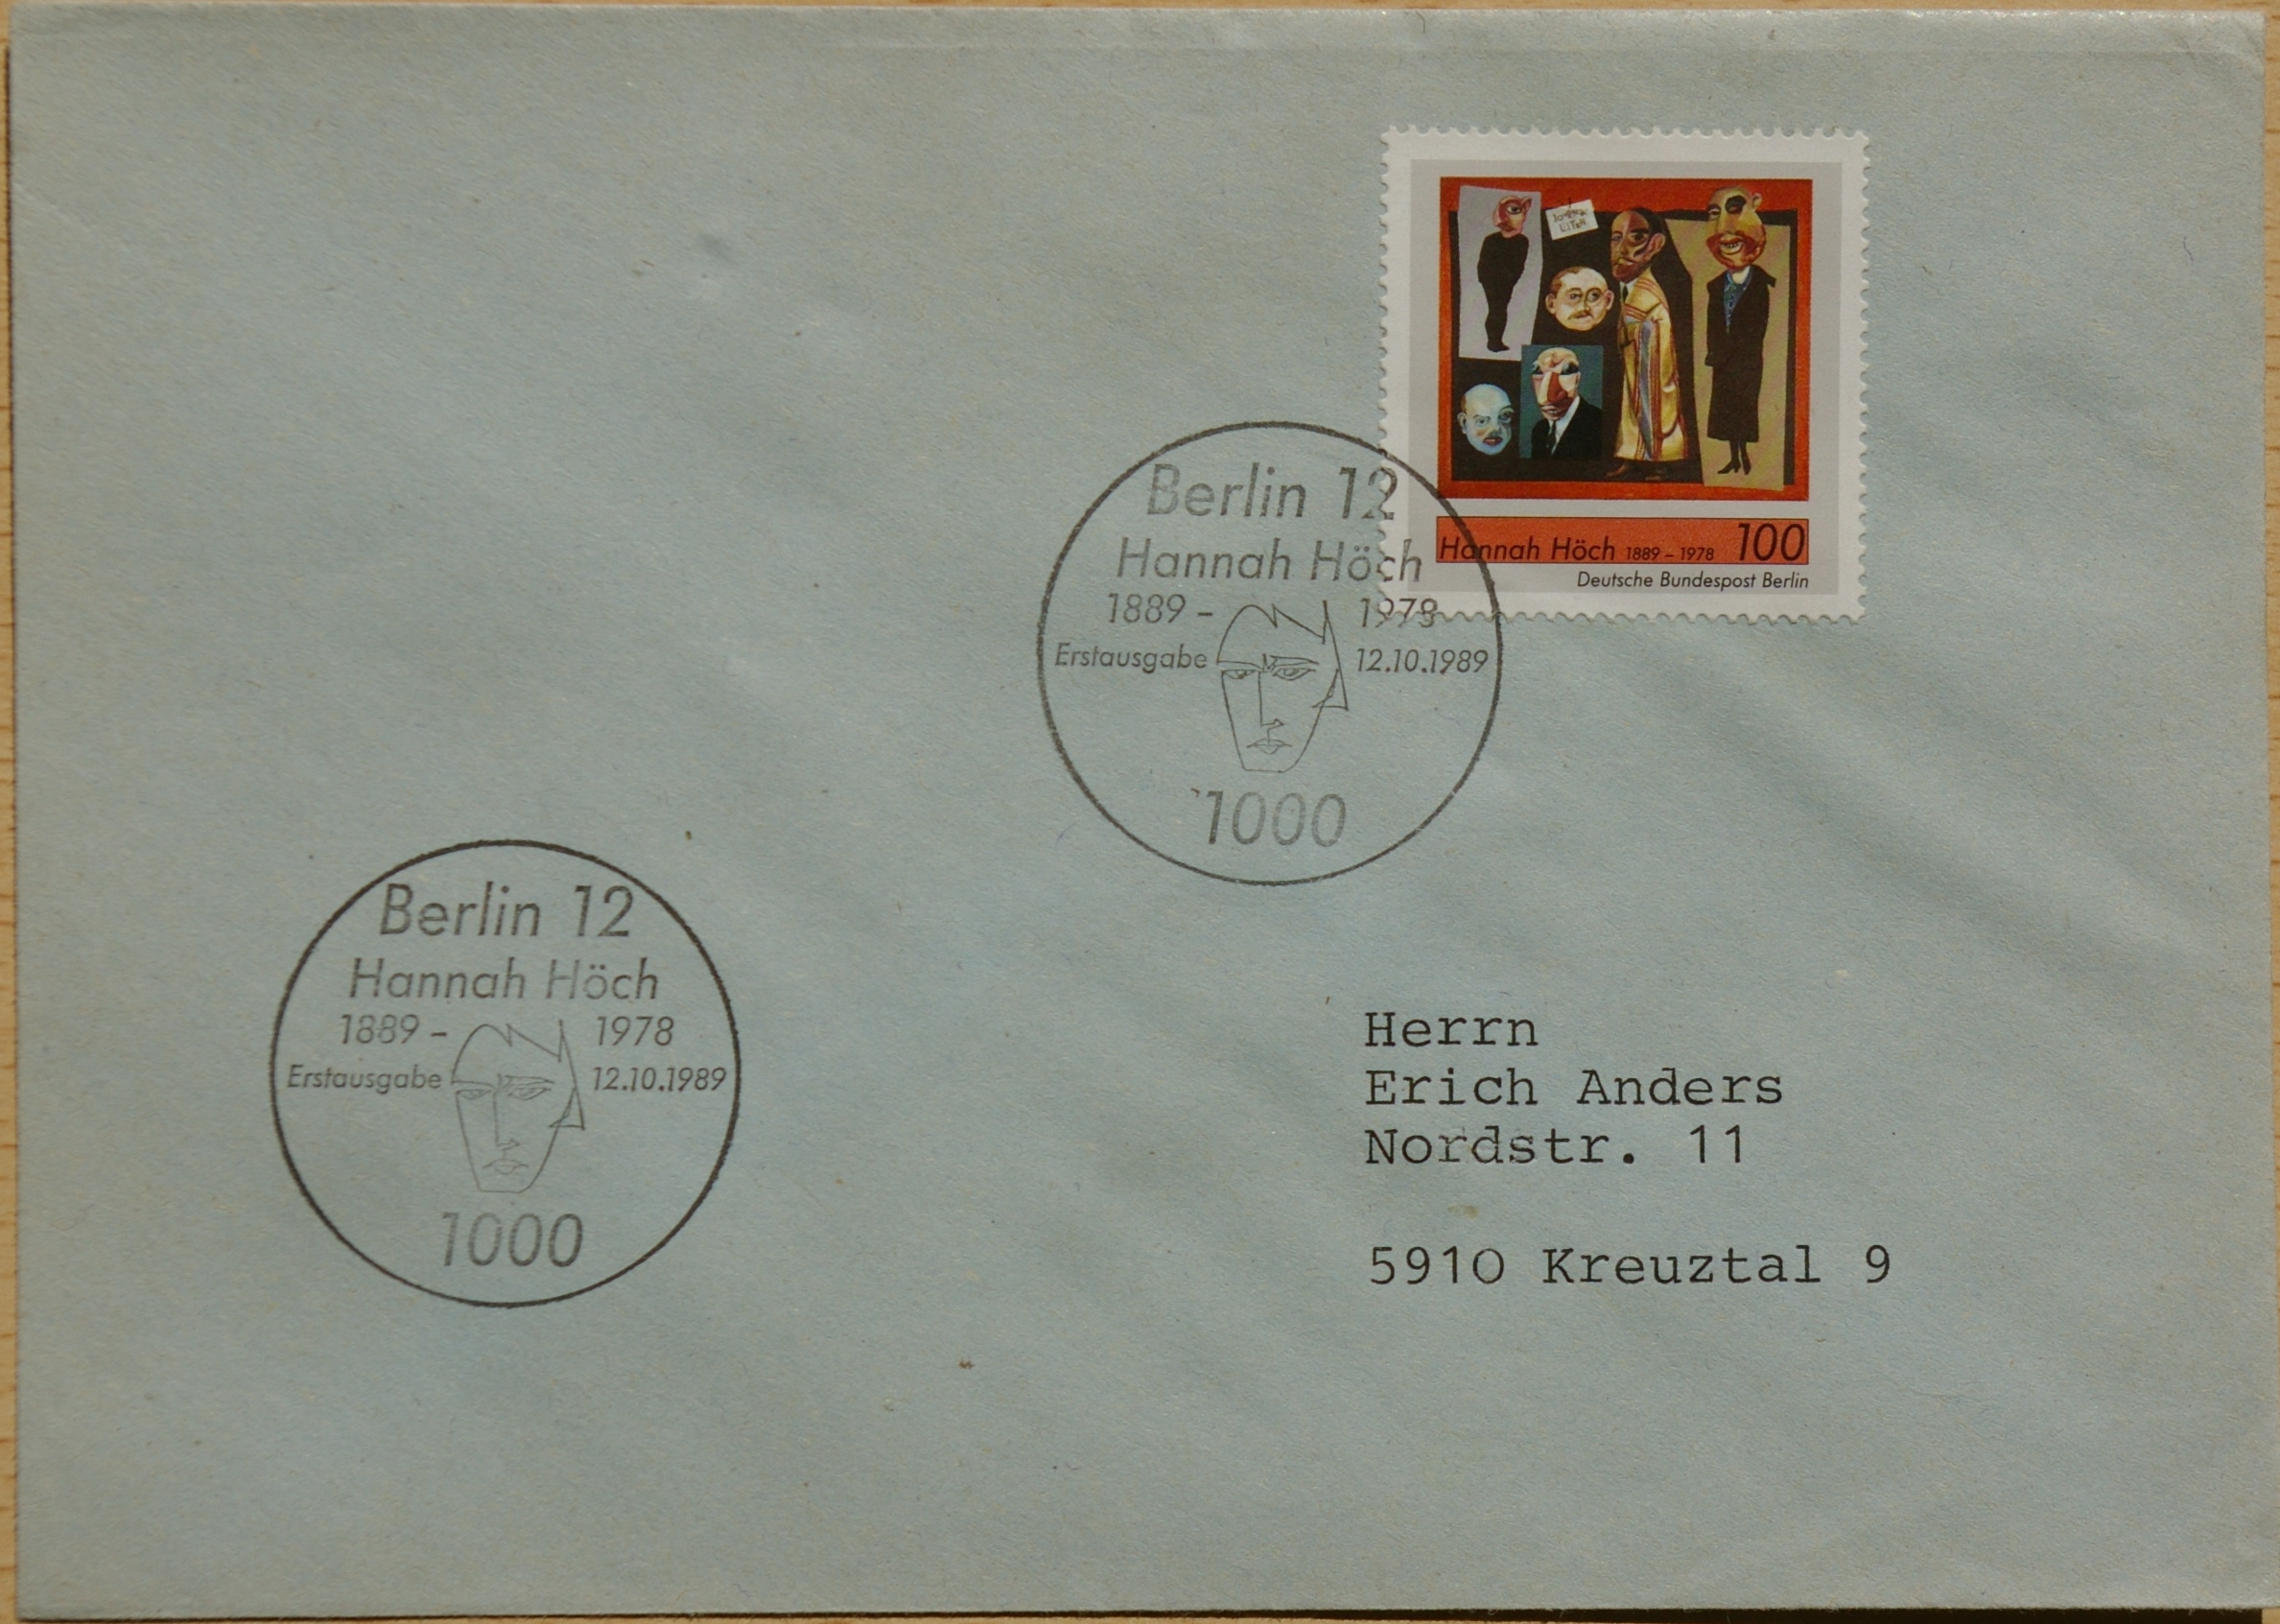 JOURNA
LISTEN
Hannah Höch 1889 – 1978 100
Deutsche Bundespost Berlin
Berlin 12
Hannah Höch
1889 – 1978
Erstausgabe 12.10.1989
1000
Berlin 12
Hannah Höch
1889 – 1978
Erstausgabe 12.10.1989
1000
Herrn
Erich Anders
Nordstr. 11
5910 Kreuztal 9